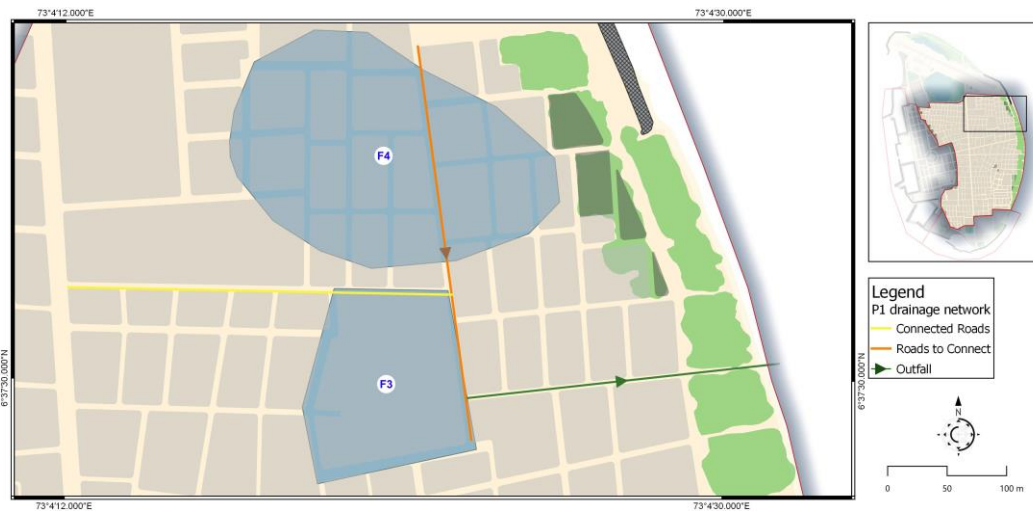 73°4'12.000"E
73°4'30.000"E
F4
F3
6°37'30.000"N
6°37'30.000"N
73°4'12.000"E
73°4'30.000"E
Legend
P1 drainage network
Connected Roads
Roads to Connect
Outfall
N
0 50 100 m